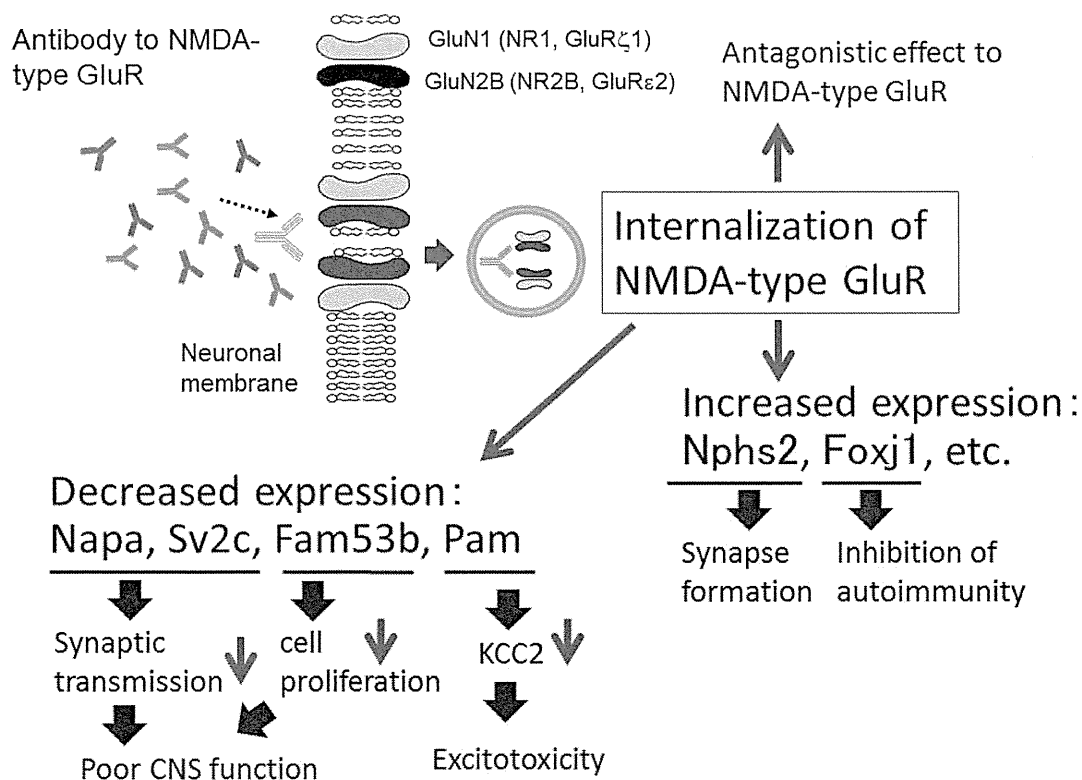 Antibody to NMDA-
type GluR
GluN1 (NR1, GluRζ1)
GluN2B (NR2B, GluRε2)
Antagonistic effect to
NMDA-type GluR
Internalization of
NMDA-type GluR
Neuronal
membrane
Increased expression:
Nphs2, Foxj1, etc.
Synapse
formation
Inhibition of
autoimmunity
Decreased expression:
Napa, Sv2c, Fam53b, Pam
Synaptic
transmission
cell
proliferation
KCC2
Poor CNS function
Excitotoxicity